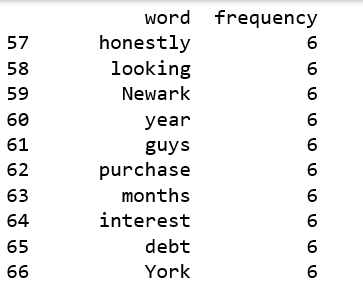 word frequency
57 honestly 6
58 looking 6
59 Newark 6
60 year 6
61 guys 6
62 purchase 6
63 months 6
64 interest 6
65 debt 6
66 York 6